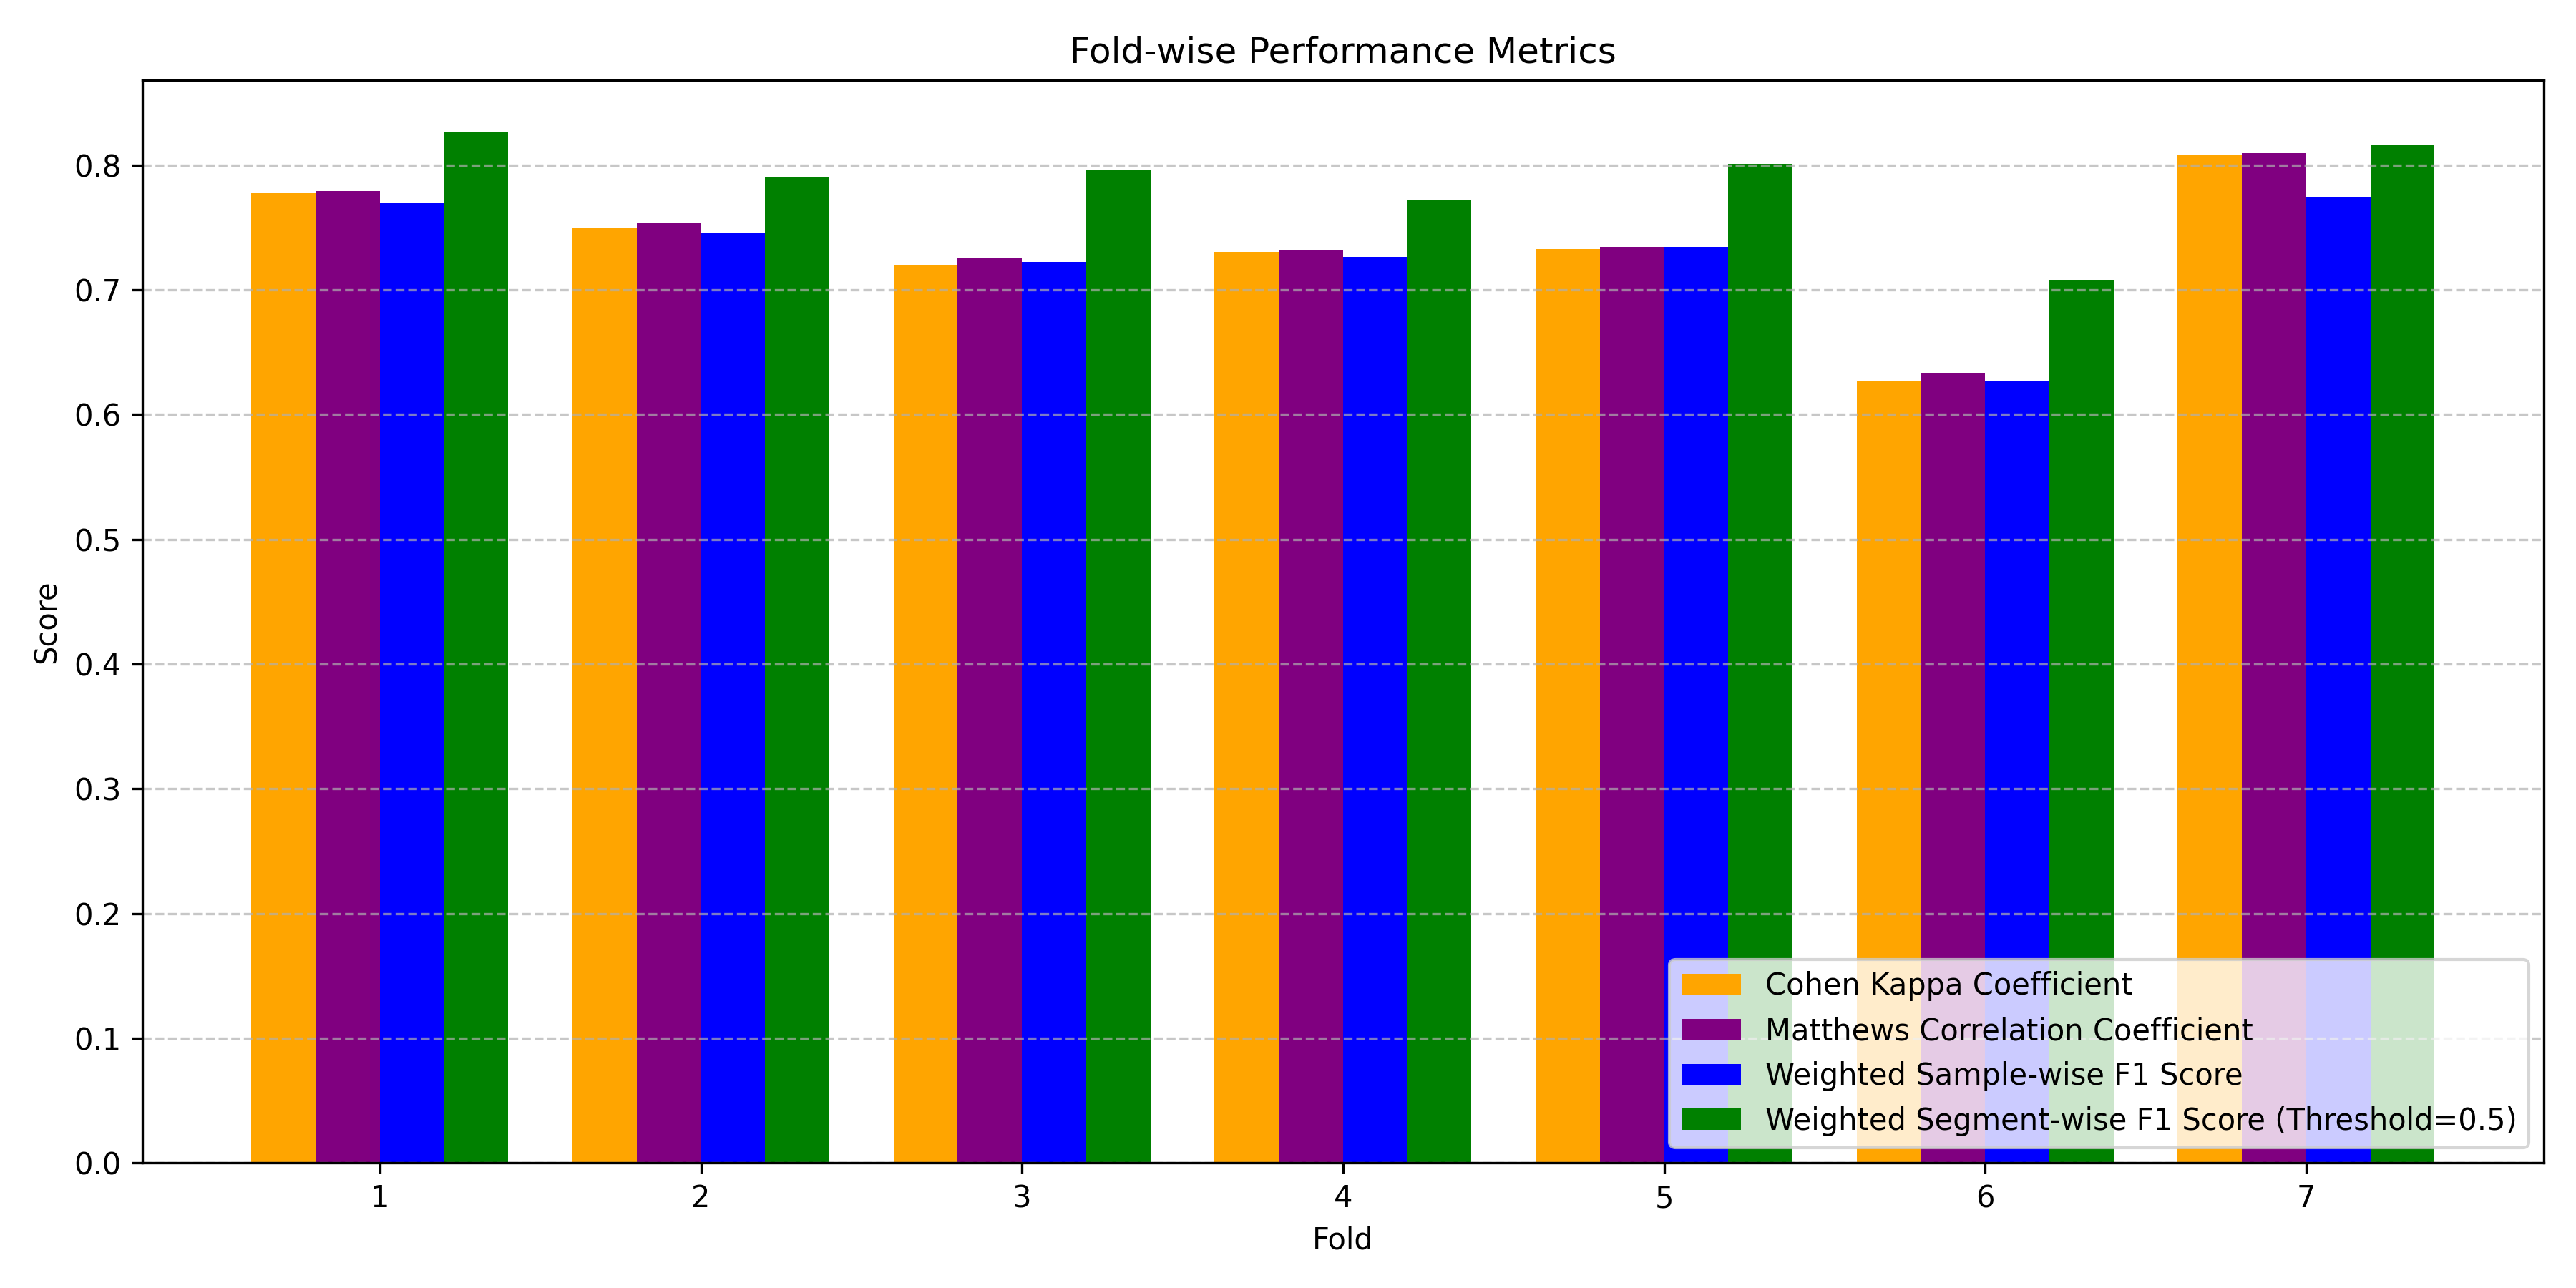 Fold-wise Performance Metrics
0.8
0.7
0.6
0.5
0.4
0.3
0.2
0.1
0.0
Score
Cohen Kappa Coefficient
Matthews Correlation Coefficient
Weighted Sample-wise F1 Score
Weighted Segment-wise F1 Score (Threshold=0.5)
1 2 3 4 5 6 7
Fold